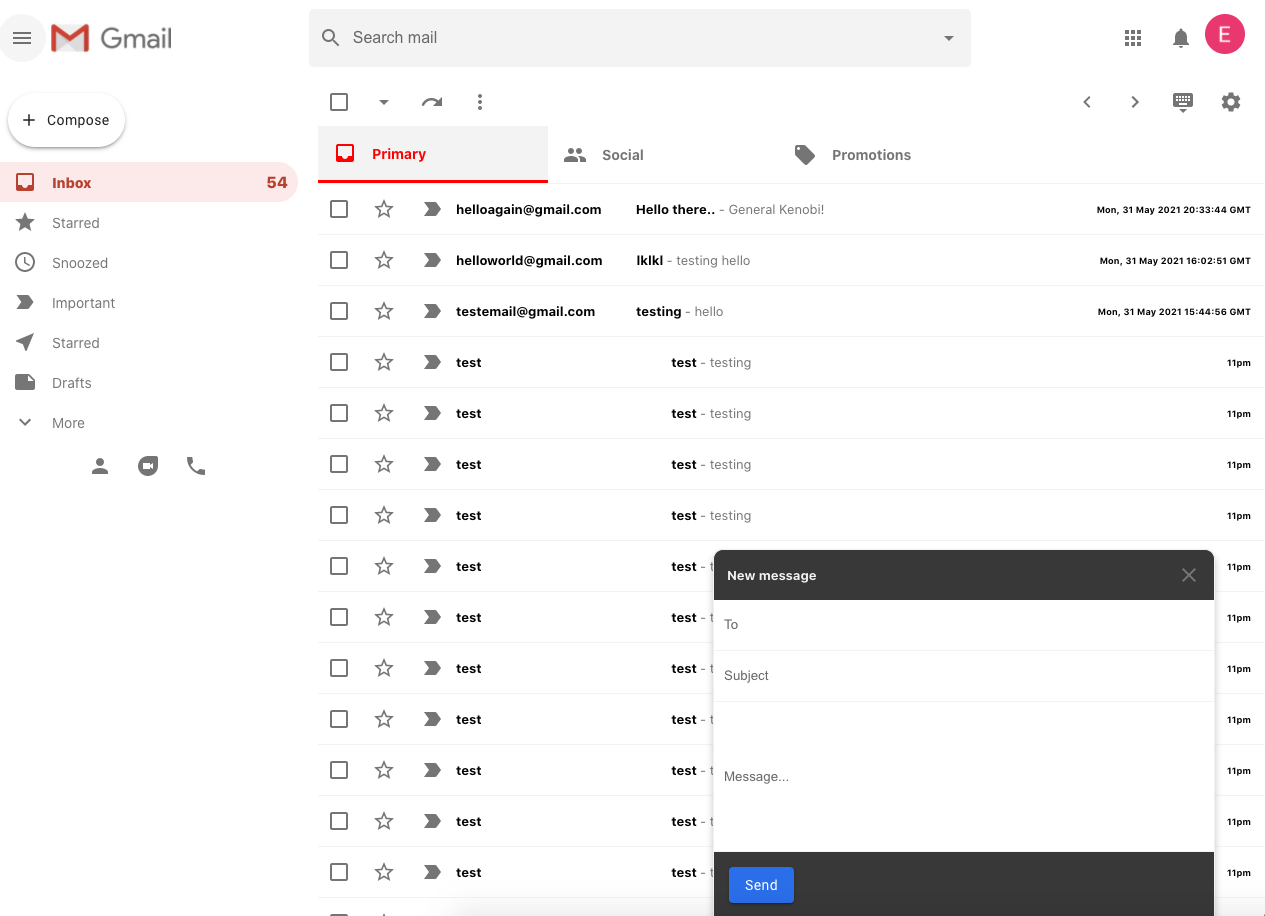 Gmail
Search mail
E
Compose
Inbox 54
Starred
Snoozed
Important
Starred
Drafts
More
Primary Social Promotions
helloagain@gmail.com Hello there.. - General Kenobi! Mon, 31 May 2021 20:33:44 GMT
helloworld@gmail.com lklkl - testing hello Mon, 31 May 2021 16:02:51 GMT
testemail@gmail.com testing - hello Mon, 31 May 2021 15:44:56 GMT
test test - testing 11pm
test test - testing 11pm
test test - testing 11pm
test test - testing 11pm
test test - 11pm
test test - 11pm
test test - 11pm
test test - 11pm
test test - 11pm
test test - 11pm
test test - 11pm
New message
To
Subject
Message...
Send